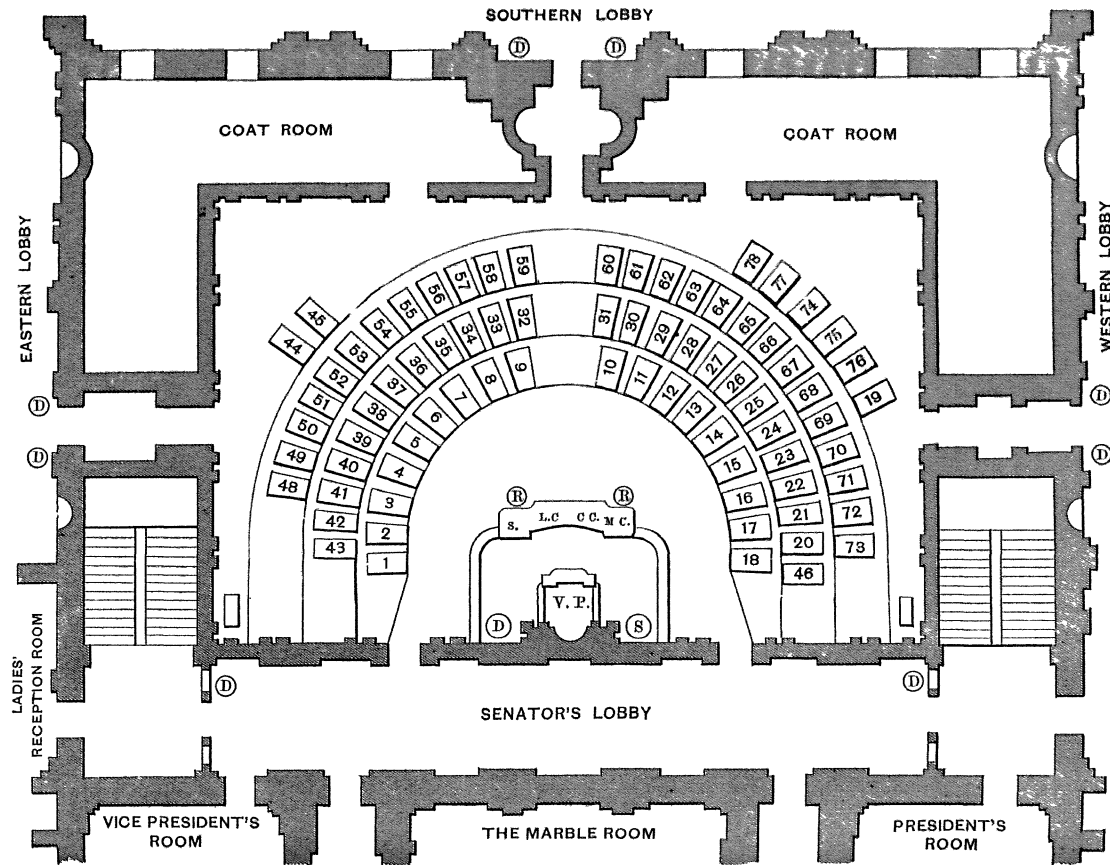 SOUTHERN LOBBY
D D
COAT ROOM
COAT ROOM
EASTERN LOBBY
WESTERN LOBBY
D
D
D
D
44 45
48 49 50 51 52 53 54 55 56 57 58 59
60 61 62 63 64 65 66 67 68 69 70 71 72 73
78 77 74 75 76 19
43 42 41 40 39 38 37 36 35 34 33 32
31 30 29 28 27 26 25 24 23 22 21 20 46
1 2 3 4 5 6 7 8 9
10 11 12 13 14 15 16 17 18
R R
S. L.C C C. M C.
V. P.
D S
LADIES'
RECEPTION ROOM
D D
SENATOR'S LOBBY
VICE PRESIDENT'S
ROOM
THE MARBLE ROOM
PRESIDENT'S
ROOM